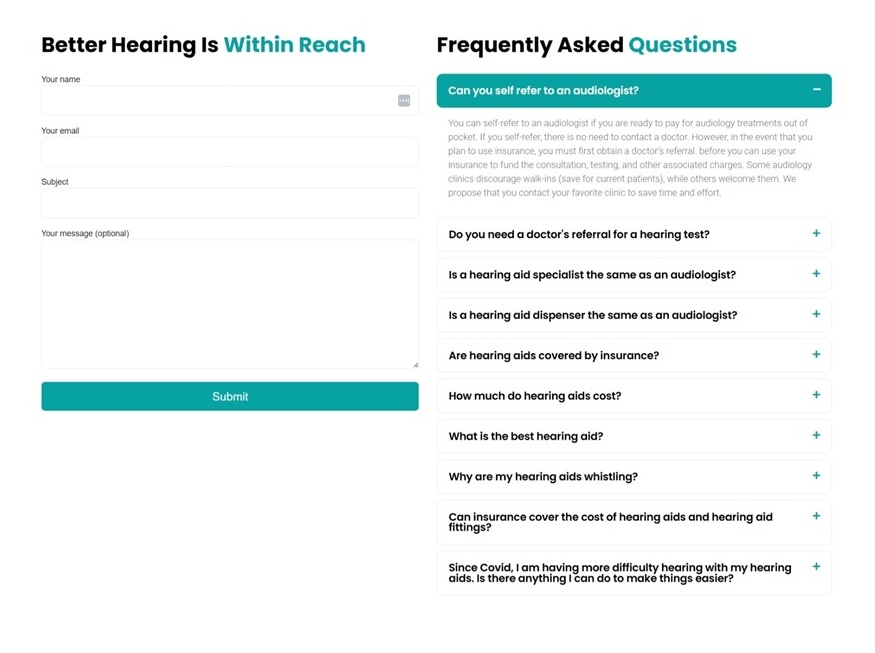 Better Hearing Is Within Reach
Your name
Your email
Subject
Your message (optional)
Submit
Frequently Asked Questions
Can you self refer to an audiologist?
You can self-refer to an audiologist if you are ready to pay for audiology treatments out of
pocket. If you self-refer, there is no need to contact a doctor. However, in the event that you
plan to use insurance, you must first obtain a doctor's referral. before you can use your
insurance to fund the consultation, testing, and other associated charges. Some audiology
clinics discourage walk-ins (save for current patients), while others welcome them. We
propose that you contact your favorite clinic to save time and effort.
Do you need a doctor's referral for a hearing test?
Is a hearing aid specialist the same as an audiologist?
Is a hearing aid dispenser the same as an audiologist?
Are hearing aids covered by insurance?
How much do hearing aids cost?
What is the best hearing aid?
Why are my hearing aids whistling?
Can insurance cover the cost of hearing aids and hearing aid
fittings?
Since Covid, I am having more difficulty hearing with my hearing
aids. Is there anything I can do to make things easier?